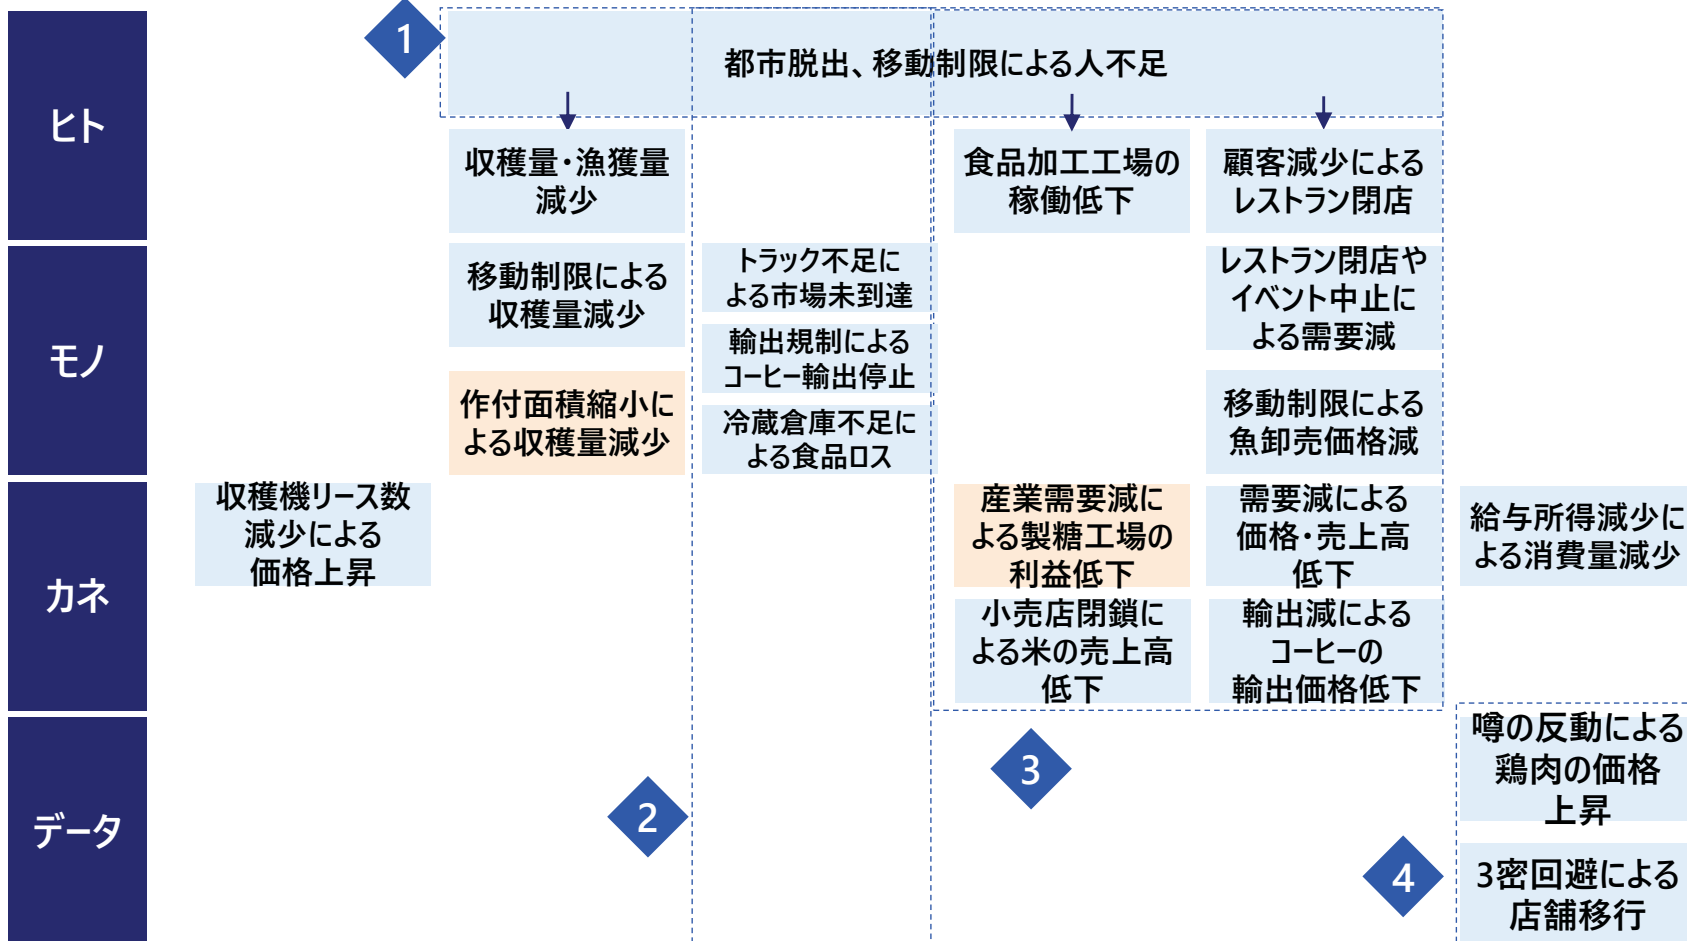 1
都市脱出、移動制限による人不足
ヒト
収穫量・漁獲量
減少
食品加工工場の
稼働低下
顧客減少による
レストラン閉店
モノ
移動制限による
収穫量減少
作付面積縮小に
よる収穫量減少
トラック不足に
よる市場未到達
輸出規制による
コーヒー輸出停止
冷蔵倉庫不足に
よる食品ロス
レストラン閉店や
イベント中止に
よる需要減
移動制限による
魚卸売価格減
カネ
収穫機リース数
減少による
価格上昇
産業需要減に
よる製糖工場の
利益低下
小売店閉鎖に
よる米の売上高
低下
需要減による
価格・売上高
低下
輸出減による
コーヒーの
輸出価格低下
給与所得減少に
よる消費量減少
データ
2
3
4
噂の反動による
鶏肉の価格
上昇
3密回避による
店舗移行